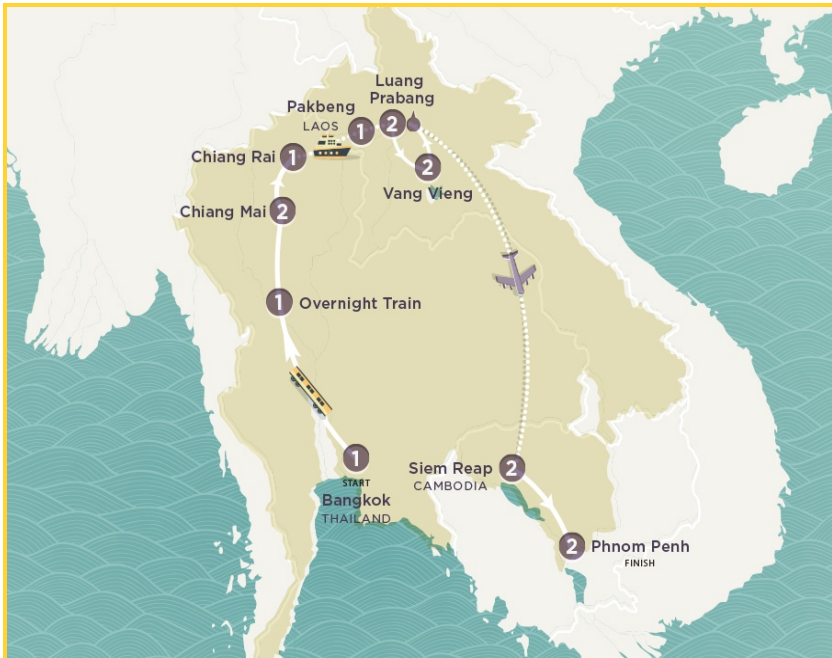 Luang
Prabang
2
Pakbeng
LAOS
1
Chiang Rai
1
2
Vang Vieng
Chiang Mai
2
1
Overnight Train
1
START
Bangkok
THAILAND
Siem Reap
CAMBODIA
2
2
Phnom Penh
FINISH